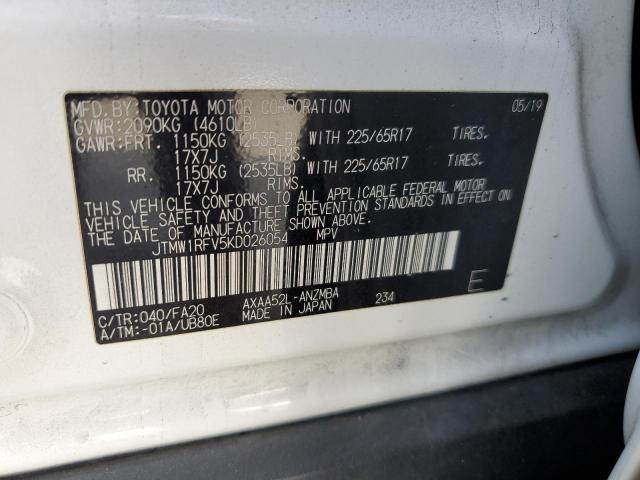 MFD.BY:TOYOTA MOTOR CORPORATION 05/19
GVWR:2090KG (4610LB)
GAWR:FRT. 1150KG (2535LB) WITH 225/65R17 TIRES.
17X7J RIMS.
RR. 1150KG (2535LB) WITH 225/65R17 TIRES.
17X7J RIMS.
THIS VEHICLE CONFORMS TO ALL APPLICABLE FEDERAL MOTOR
VEHICLE SAFETY AND THEFT PREVENTION STANDARDS IN EFFECT ON
THE DATE OF MANUFACTURE SHOWN ABOVE.
JTMW1RFV5KD026054 MPV
C/TR:040/FA20 AXAA52L-ANZMBA 234 E
A/TM:-01A/UB80E MADE IN JAPAN